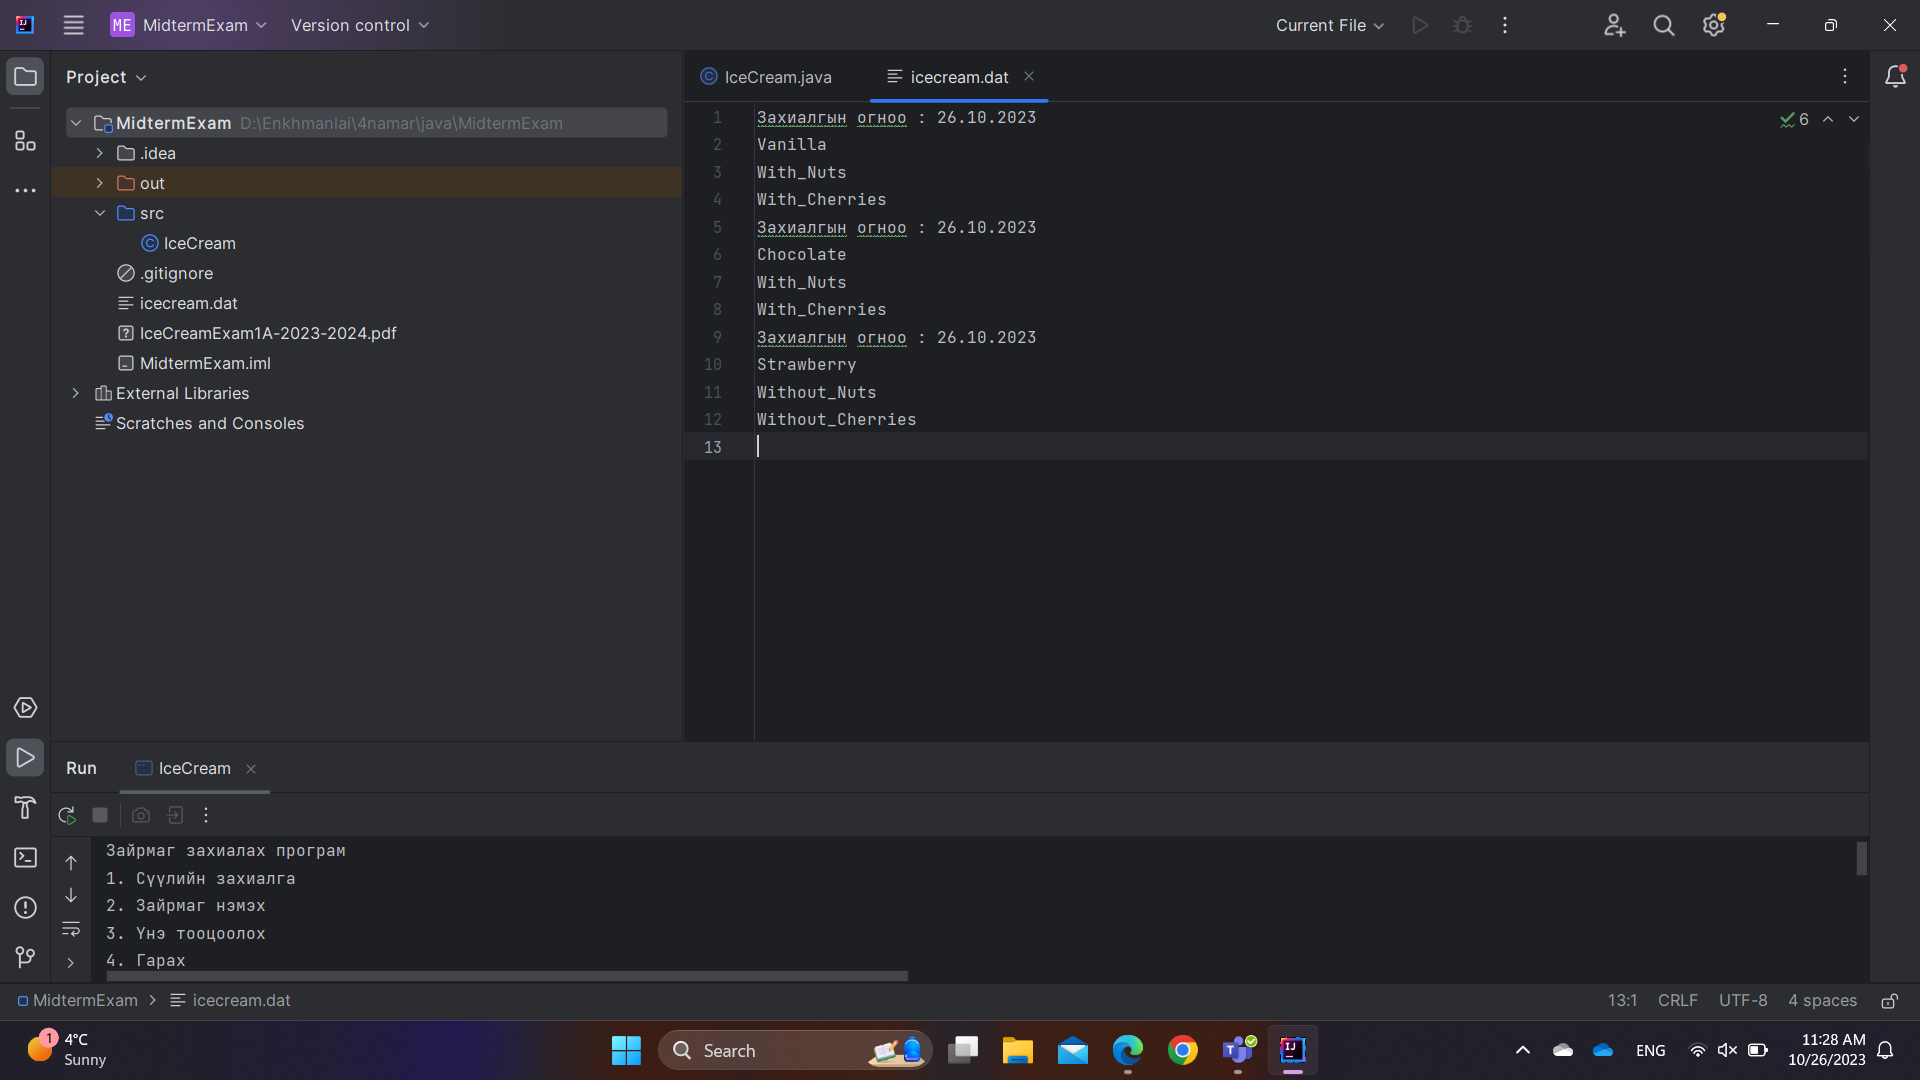 ME MidtermExam Version control Current File
Project
IceCream.java icecream.dat
MidtermExam D:\Enkhmanlai\4namar\java\MidtermExam
.idea
out
src
IceCream
.gitignore
icecream.dat
IceCreamExam1A-2023-2024.pdf
MidtermExam.iml
External Libraries
Scratches and Consoles
6
1 Захиалгын огноо : 26.10.2023
2 Vanilla
3 With_Nuts
4 With_Cherries
5 Захиалгын огноо : 26.10.2023
6 Chocolate
7 With_Nuts
8 With_Cherries
9 Захиалгын огноо : 26.10.2023
10 Strawberry
11 Without_Nuts
12 Without_Cherries
13
Run IceCream
Зайрмаг захиалах програм
1. Сүүлийн захиалга
2. Зайрмаг нэмэх
3. Үнэ тооцоолох
4. Гарах
MidtermExam icecream.dat 13:1 CRLF UTF-8 4 spaces
1 4°C
Sunny
Search
ENG
11:28 AM
10/26/2023